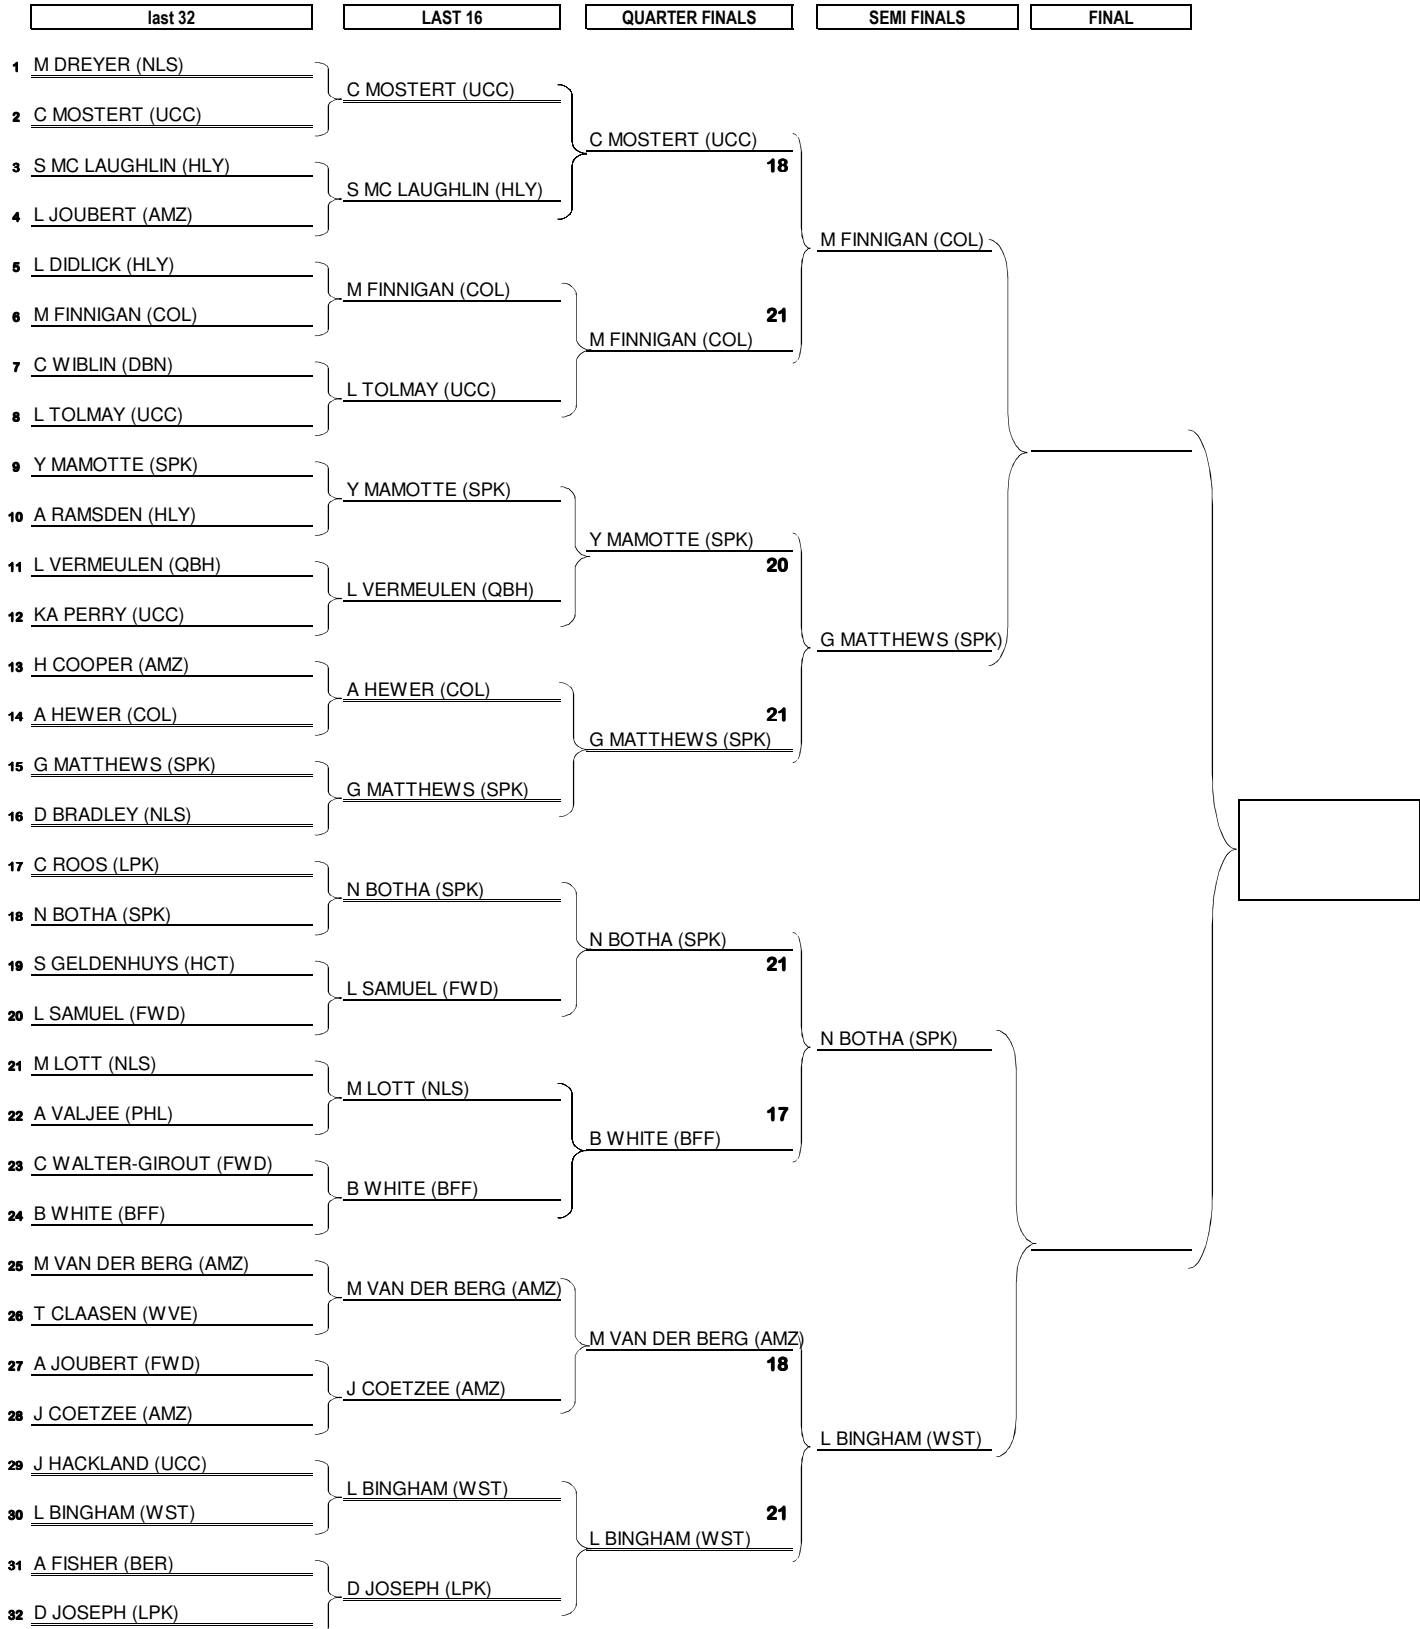 last 32
LAST 16
QUARTER FINALS
SEMI FINALS
FINAL
1 M DREYER (NLS)
2 C MOSTERT (UCC)
3 S MC LAUGHLIN (HLY)
4 L JOUBERT (AMZ)
5 L DIDLICK (HLY)
6 M FINNIGAN (COL)
7 C WIBLIN (DBN)
8 L TOLMAY (UCC)
9 Y MAMOTTE (SPK)
10 A RAMSDEN (HLY)
11 L VERMEULEN (QBH)
12 KA PERRY (UCC)
13 H COOPER (AMZ)
14 A HEWER (COL)
15 G MATTHEWS (SPK)
16 D BRADLEY (NLS)
17 C ROOS (LPK)
18 N BOTHA (SPK)
19 S GELDENHUYS (HCT)
20 L SAMUEL (FWD)
21 M LOTT (NLS)
22 A VALJEE (PHL)
23 C WALTER-GIROUT (FWD)
24 B WHITE (BFF)
25 M VAN DER BERG (AMZ)
26 T CLAASEN (WVE)
27 A JOUBERT (FWD)
28 J COETZEE (AMZ)
29 J HACKLAND (UCC)
30 L BINGHAM (WST)
31 A FISHER (BER)
32 D JOSEPH (LPK)
C MOSTERT (UCC)
S MC LAUGHLIN (HLY)
M FINNIGAN (COL)
L TOLMAY (UCC)
Y MAMOTTE (SPK)
L VERMEULEN (QBH)
A HEWER (COL)
G MATTHEWS (SPK)
N BOTHA (SPK)
L SAMUEL (FWD)
M LOTT (NLS)
B WHITE (BFF)
M VAN DER BERG (AMZ)
J COETZEE (AMZ)
L BINGHAM (WST)
D JOSEPH (LPK)
C MOSTERT (UCC)
18
21
M FINNIGAN (COL)
Y MAMOTTE (SPK)
20
21
G MATTHEWS (SPK)
N BOTHA (SPK)
21
17
B WHITE (BFF)
M VAN DER BERG (AMZ)
18
21
L BINGHAM (WST)
M FINNIGAN (COL)
G MATTHEWS (SPK)
N BOTHA (SPK)
L BINGHAM (WST)